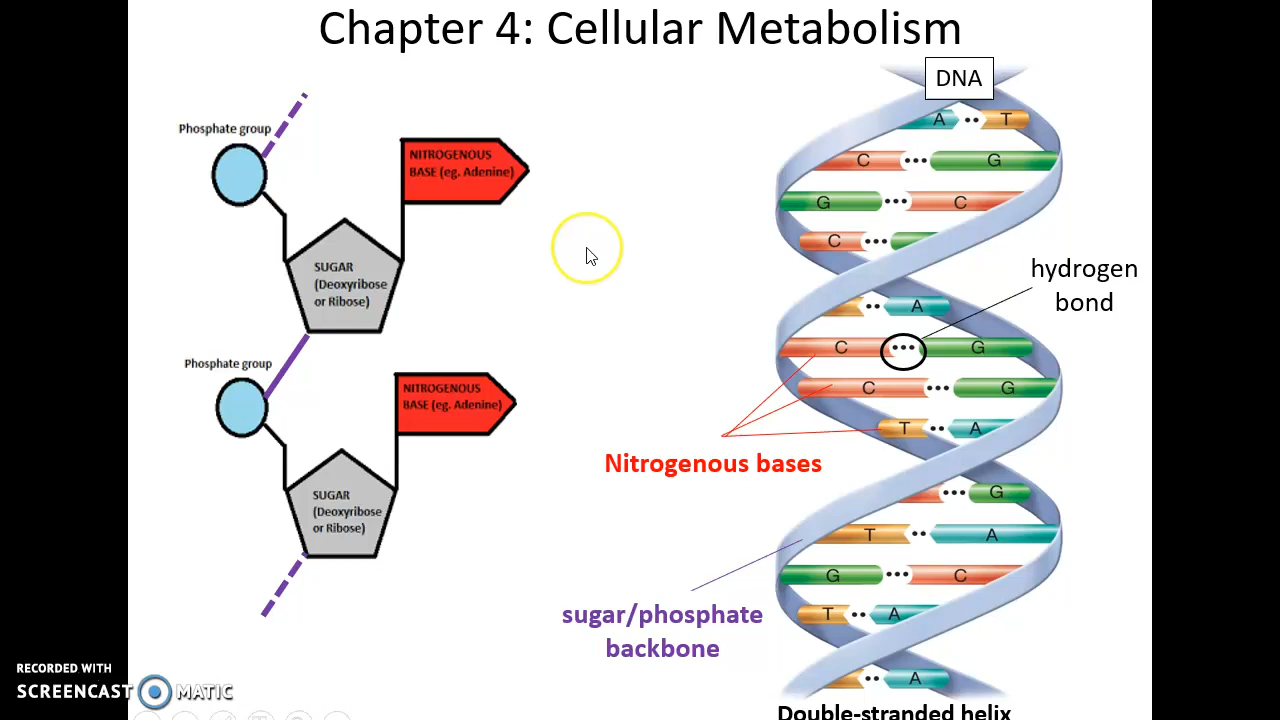 Chapter 4: Cellular Metabolism
DNA
Phosphate group
NITROGENOUS
BASE (eg. Adenine)
SUGAR
(Deoxyribose
or Ribose)
Phosphate group
NITROGENOUS
BASE (eg. Adenine)
SUGAR
(Deoxyribose
or Ribose)
A T
C G
G C
C
A
C G
C G
T A
G
T A
G C
T A
A
hydrogen
bond
Nitrogenous bases
sugar/phosphate
backbone
Double-stranded helix
RECORDED WITH
SCREENCAST MATIC